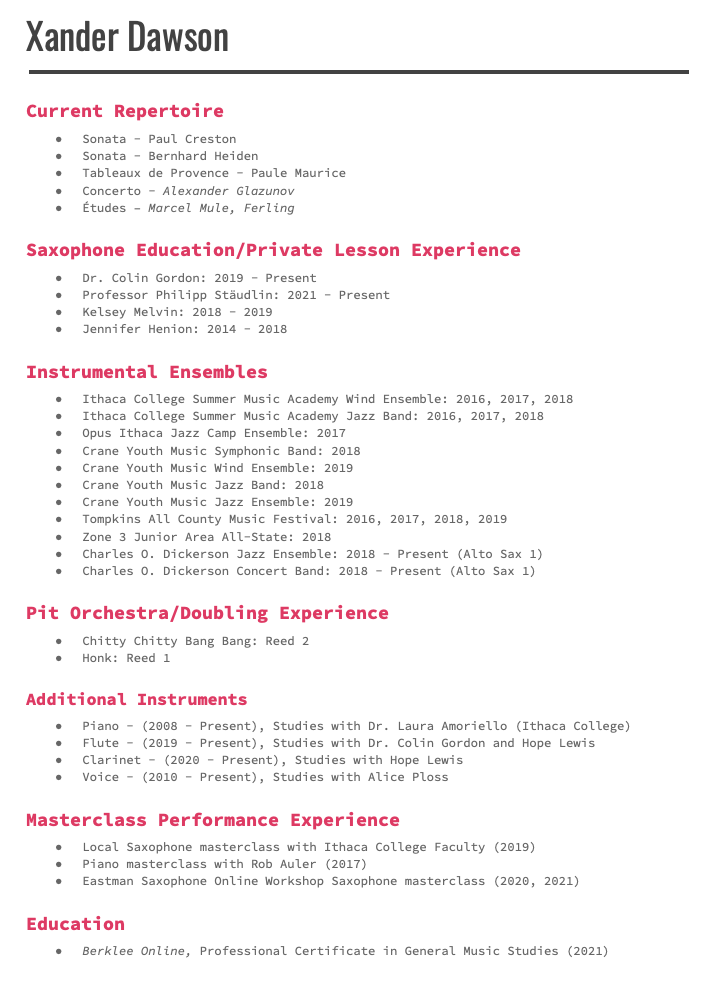 Xander Dawson
Current Repertoire
● Sonata - Paul Creston
● Sonata - Bernhard Heiden
● Tableaux de Provence - Paule Maurice
● Concerto - Alexander Glazunov
● Études – Marcel Mule, Ferling
Saxophone Education/Private Lesson Experience
● Dr. Colin Gordon: 2019 - Present
● Professor Philipp Stäudlin: 2021 - Present
● Kelsey Melvin: 2018 - 2019
● Jennifer Henion: 2014 - 2018
Instrumental Ensembles
● Ithaca College Summer Music Academy Wind Ensemble: 2016, 2017, 2018
● Ithaca College Summer Music Academy Jazz Band: 2016, 2017, 2018
● Opus Ithaca Jazz Camp Ensemble: 2017
● Crane Youth Music Symphonic Band: 2018
● Crane Youth Music Wind Ensemble: 2019
● Crane Youth Music Jazz Band: 2018
● Crane Youth Music Jazz Ensemble: 2019
● Tompkins All County Music Festival: 2016, 2017, 2018, 2019
● Zone 3 Junior Area All-State: 2018
● Charles O. Dickerson Jazz Ensemble: 2018 - Present (Alto Sax 1)
● Charles O. Dickerson Concert Band: 2018 - Present (Alto Sax 1)
Pit Orchestra/Doubling Experience
● Chitty Chitty Bang Bang: Reed 2
● Honk: Reed 1
Additional Instruments
● Piano - (2008 - Present), Studies with Dr. Laura Amoriello (Ithaca College)
● Flute - (2019 - Present), Studies with Dr. Colin Gordon and Hope Lewis
● Clarinet - (2020 - Present), Studies with Hope Lewis
● Voice - (2010 - Present), Studies with Alice Ploss
Masterclass Performance Experience
● Local Saxophone masterclass with Ithaca College Faculty (2019)
● Piano masterclass with Rob Auler (2017)
● Eastman Saxophone Online Workshop Saxophone masterclass (2020, 2021)
Education
● Berklee Online, Professional Certificate in General Music Studies (2021)